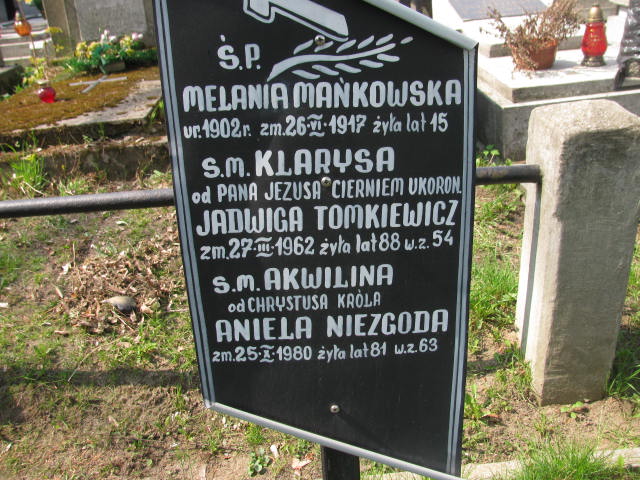 Ś.P.
MELANIA MAŃKOWSKA
ur. 1902 r. zm. 26·VI·1917 żyła lat 15
S.M. KLARYSA
od PANA JEZUSA CIERNIEM UKORON.
JADWIGA TOMKIEWICZ
zm. 27·III·1962 żyła lat 88 w.z. 54
S.M. AKWILINA
od CHRYSTUSA KRÓLA
ANIELA NIEZGODA
zm. 25·X·1980 żyła lat 81 w.z. 63